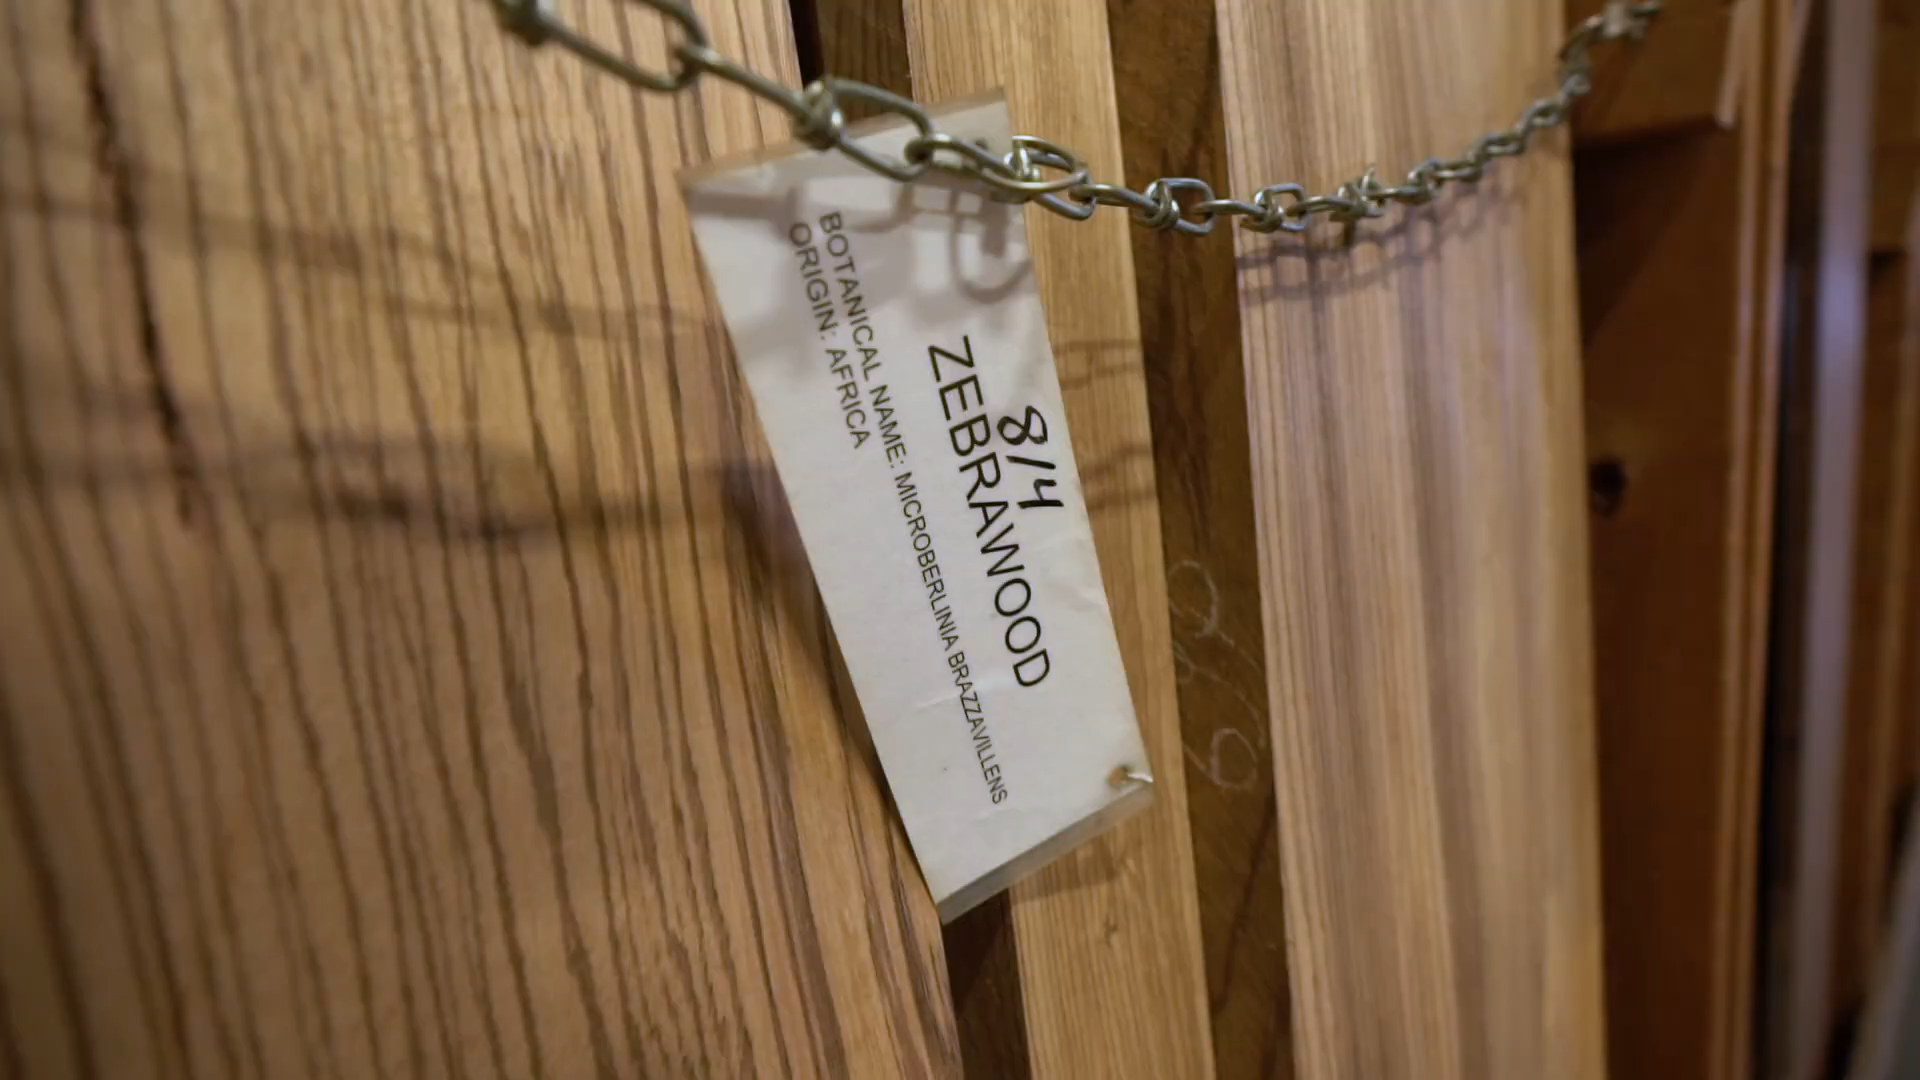 8/4
ZEBRAWOOD
BOTANICAL NAME: MICROBERLINIA BRAZZAVILLENS
ORIGIN: AFRICA